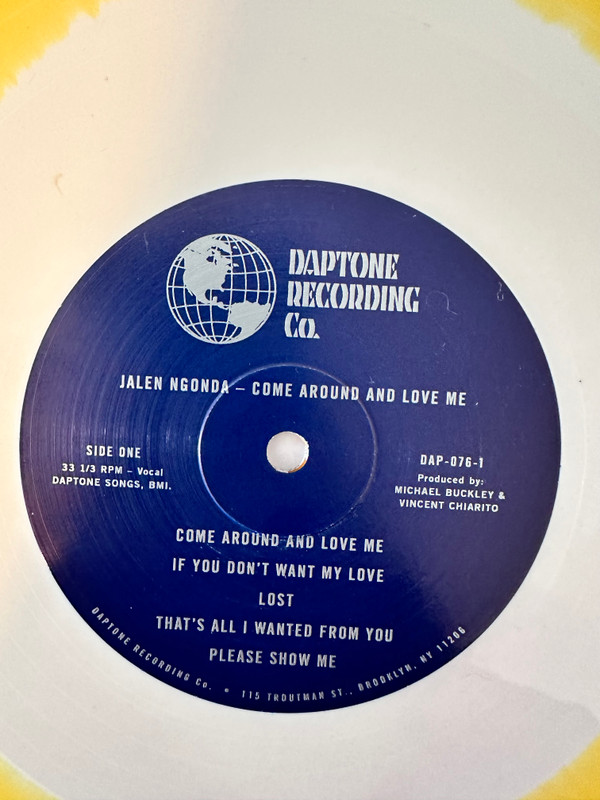 DAPTONE
RECORDING
Co.
JALEN NGONDA – COME AROUND AND LOVE ME
SIDE ONE
33 1/3 RPM – Vocal
DAPTONE SONGS, BMI.
DAP-076-1
Produced by:
MICHAEL BUCKLEY &
VINCENT CHIARITO
COME AROUND AND LOVE ME
IF YOU DON'T WANT MY LOVE
LOST
THAT'S ALL I WANTED FROM YOU
PLEASE SHOW ME
DAPTONE RECORDING Co. • 115 TROUTMAN ST., BROOKLYN, NY 11206